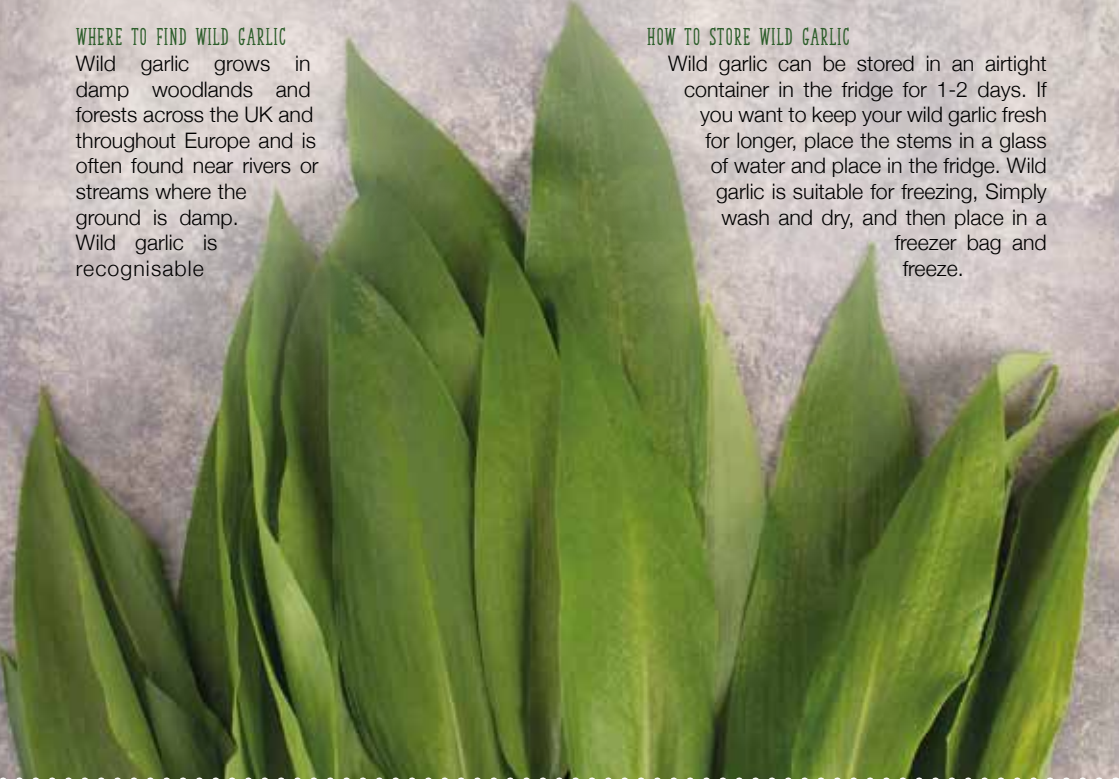 WHERE TO FIND WILD GARLIC
Wild garlic grows in
damp woodlands and
forests across the UK and
throughout Europe and is
often found near rivers or
streams where the
ground is damp.
Wild garlic is
recognisable
HOW TO STORE WILD GARLIC
Wild garlic can be stored in an airtight
container in the fridge for 1-2 days. If
you want to keep your wild garlic fresh
for longer, place the stems in a glass
of water and place in the fridge. Wild
garlic is suitable for freezing, Simply
wash and dry, and then place in a
freezer bag and
freeze.